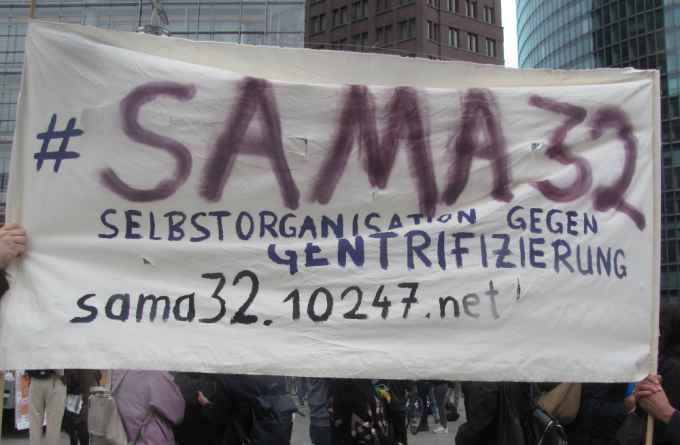 #SAMA32
SELBSTORGANISATION GEGEN
GENTRIFIZIERUNG
sama32.10247.net